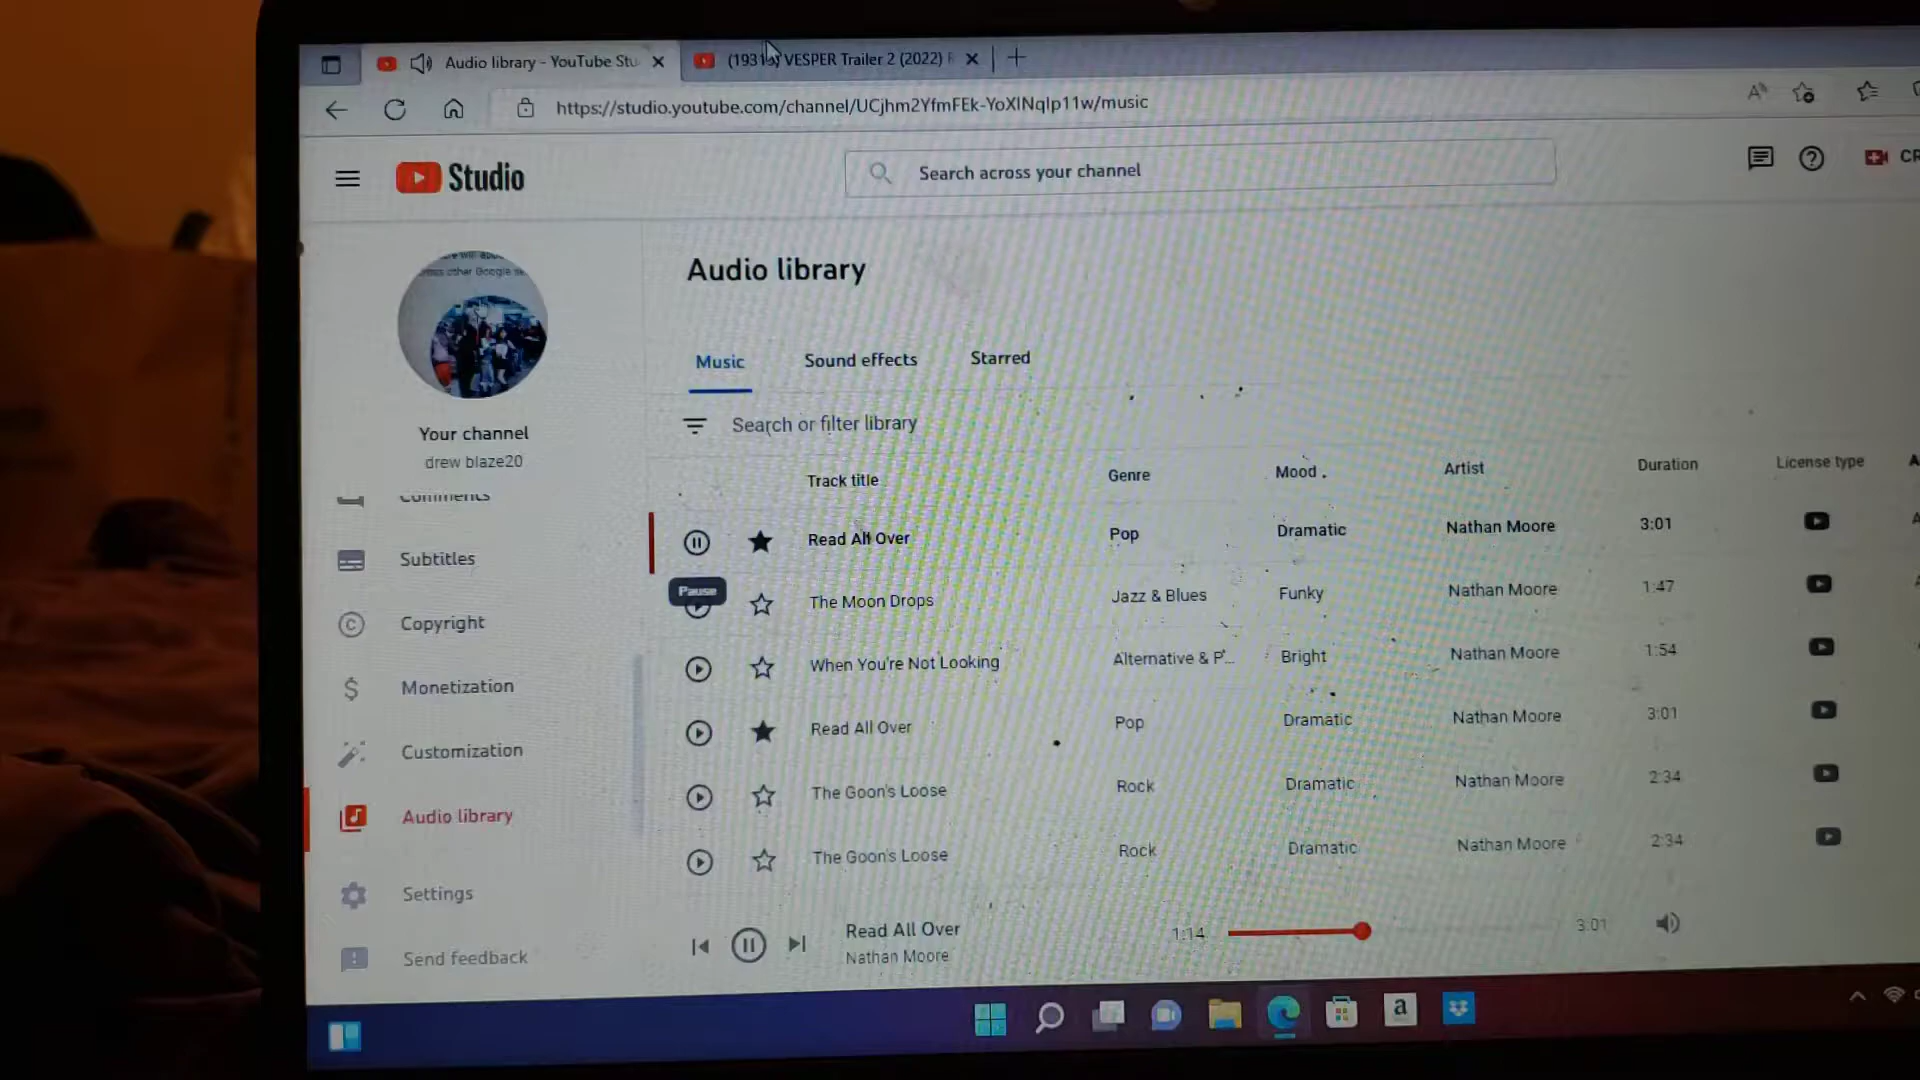 Audio library - YouTube Stu
VESPER Trailer 2 (2022)
https://studio.youtube.com/channel/UCjhm2YfmFEk-YoXlNqlp11w/music
Studio
Search across your channel
CR
other Google
Your channel
drew blaze20
Comments
Subtitles
Copyright
Monetization
Customization
Audio library
Settings
Send feedback
Audio library
Music Sound effects Starred
Search or filter library
Track title Genre Mood Artist Duration License type
Read All Over Pop Dramatic Nathan Moore 3:01
Pause
The Moon Drops Jazz & Blues Funky Nathan Moore 1:47
When You're Not Looking Alternative & P... Bright Nathan Moore 1:54
Read All Over Pop Dramatic Nathan Moore 3:01
The Goon's Loose Rock Dramatic Nathan Moore 2:34
The Goon's Loose Rock Dramatic Nathan Moore 2:34
Read All Over 1:14 3:01
Nathan Moore
a